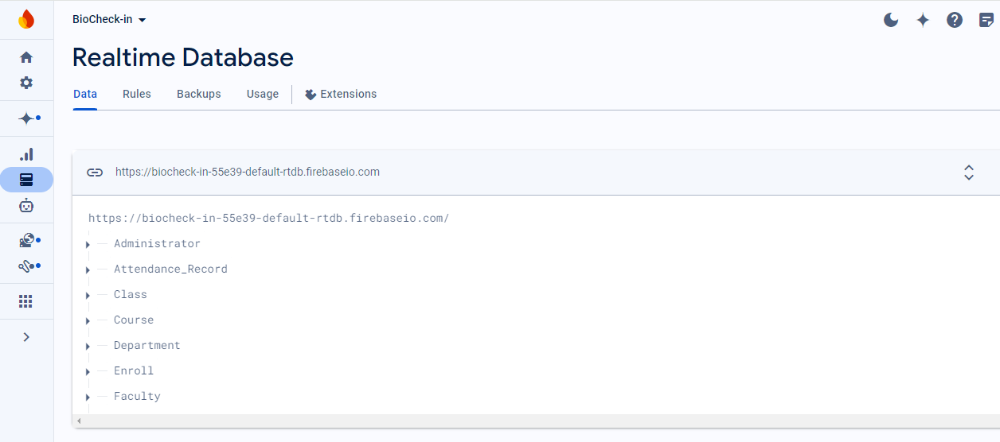 BioCheck-in
Realtime Database
Data Rules Backups Usage Extensions
https://biocheck-in-55e39-default-rtdb.firebaseio.com
https://biocheck-in-55e39-default-rtdb.firebaseio.com/
Administrator
Attendance_Record
Class
Course
Department
Enroll
Faculty